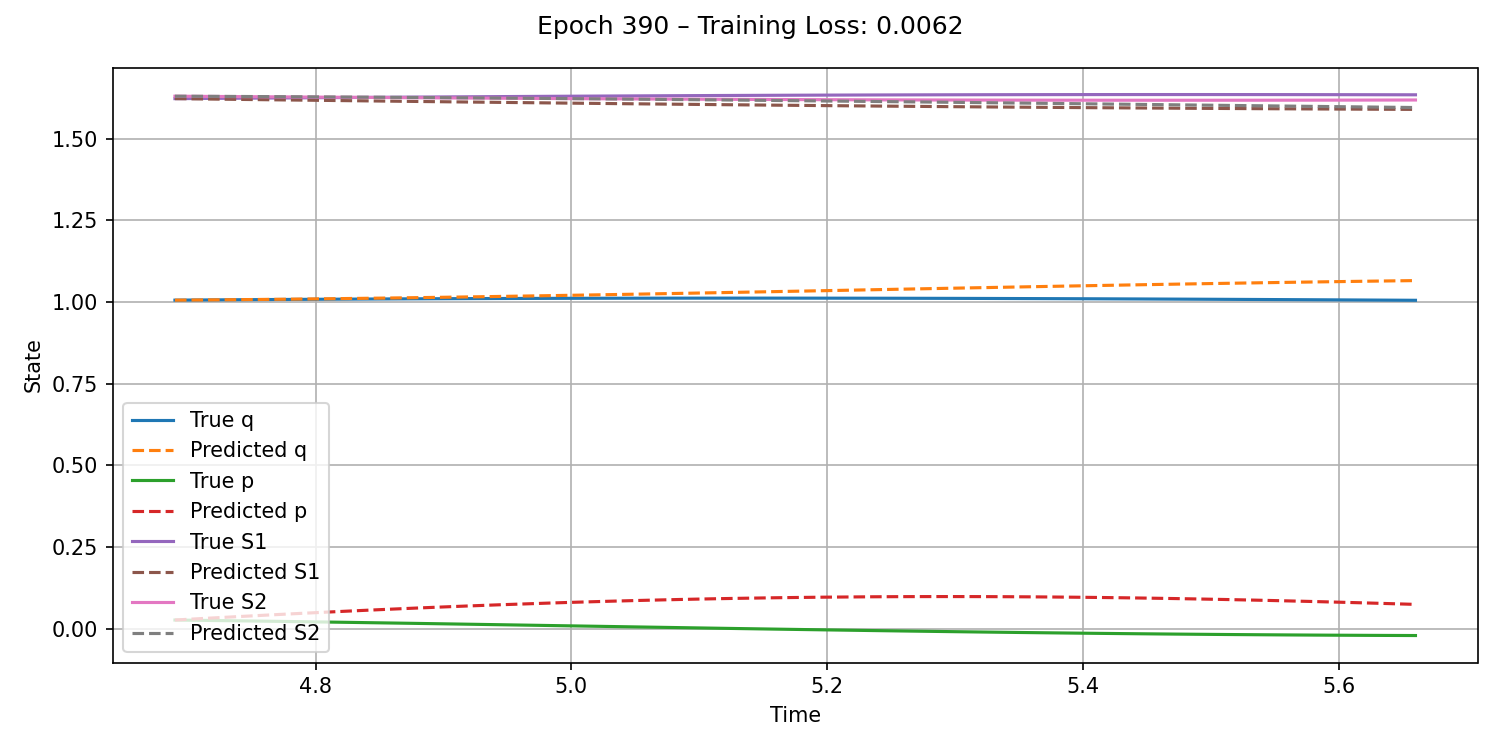 Epoch 390 – Training Loss: 0.0062
1.50
1.25
1.00
0.75
0.50
0.25
0.00
State
True q
Predicted q
True p
Predicted p
True S1
Predicted S1
True S2
Predicted S2
4.8 5.0 5.2 5.4 5.6
Time